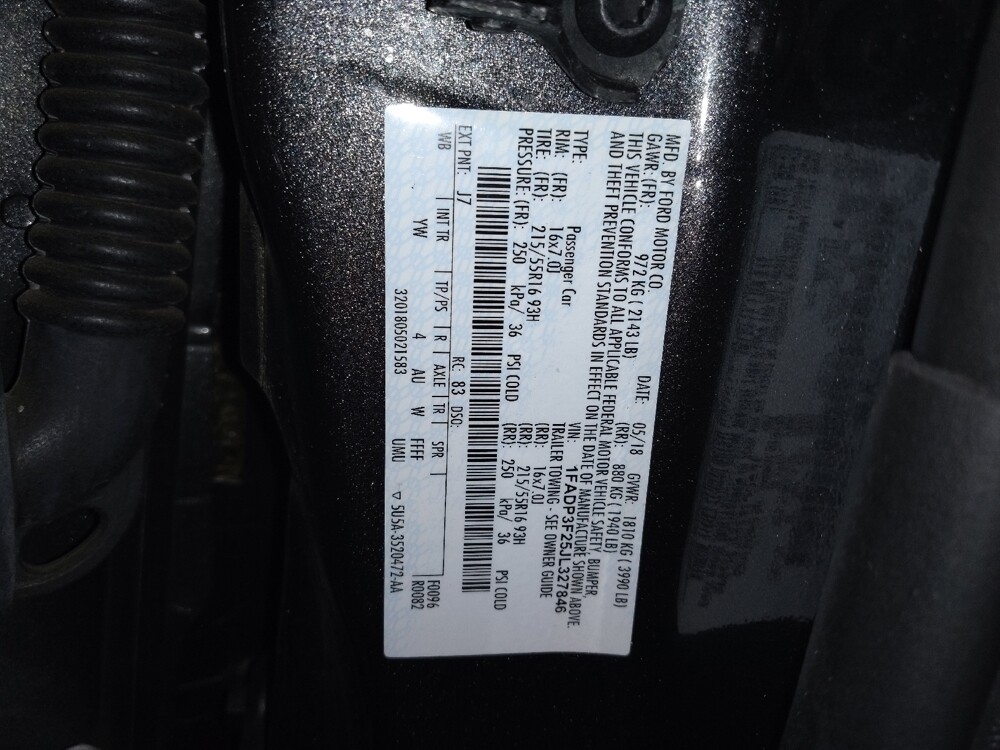 MFD BY FORD MOTOR CO.
DATE: 05/18 GVWR: 1810 KG ( 3990 LB)
GAWR: (FR): 972 KG ( 2143 LB) (RR): 880 KG ( 1940 LB)
THIS VEHICLE CONFORMS TO ALL APPLICABLE FEDERAL MOTOR VEHICLE SAFETY, BUMPER,
AND THEFT PREVENTION STANDARDS IN EFFECT ON THE DATE OF MANUFACTURE SHOWN ABOVE.
VIN: 1FADP3F25JL327846
TYPE: Passenger Car TRAILER TOWING - SEE OWNER GUIDE
RIM: (FR): 16x7.0J (RR): 16x7.0J
TIRE: (FR): 215/55R16 93H (RR): 215/55R16 93H
PRESSURE: (FR): 250 kPa/ 36 PSI COLD (RR): 250 kPa/ 36 PSI COLD
EXT PNT: J7 RC: 83 DSO: F0096
WB INT TR TP/PS R AXLE TR SPR R0082
YW 4 AU W FFFF
3201805021583 UMU ▽ 5U5A-3520472-AA